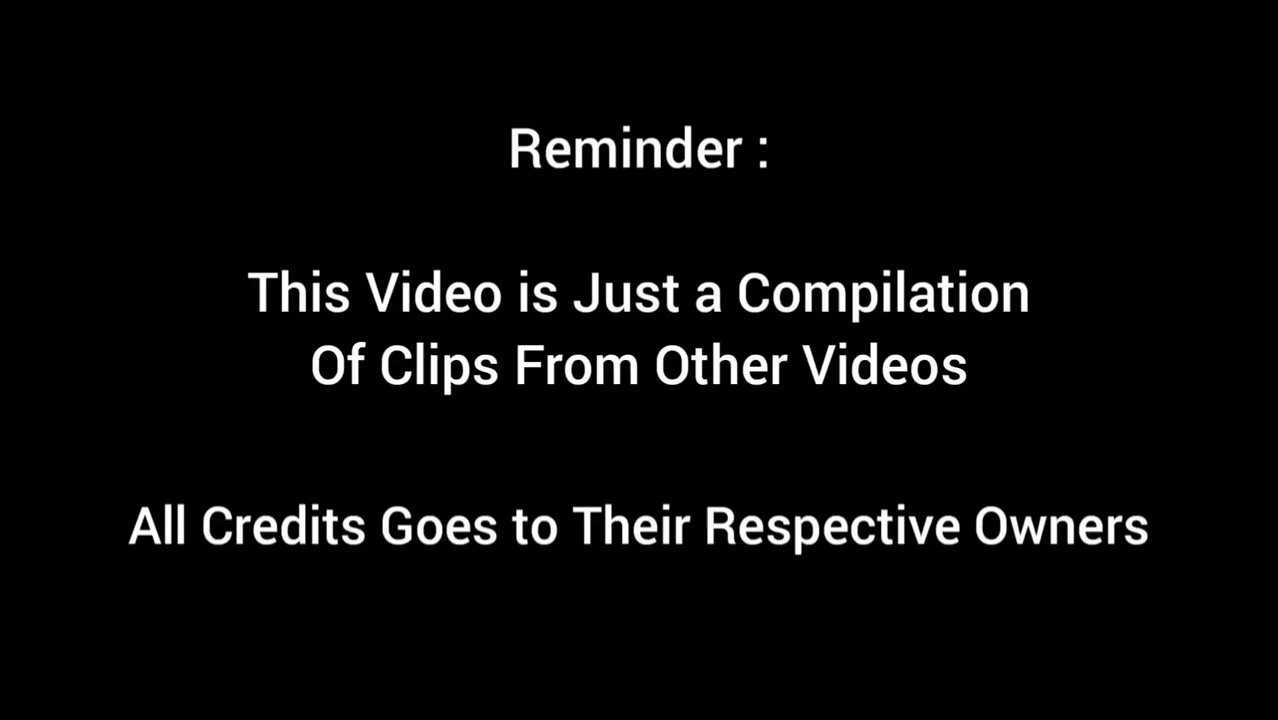 Reminder :
This Video is Just a Compilation
Of Clips From Other Videos
All Credits Goes to Their Respective Owners